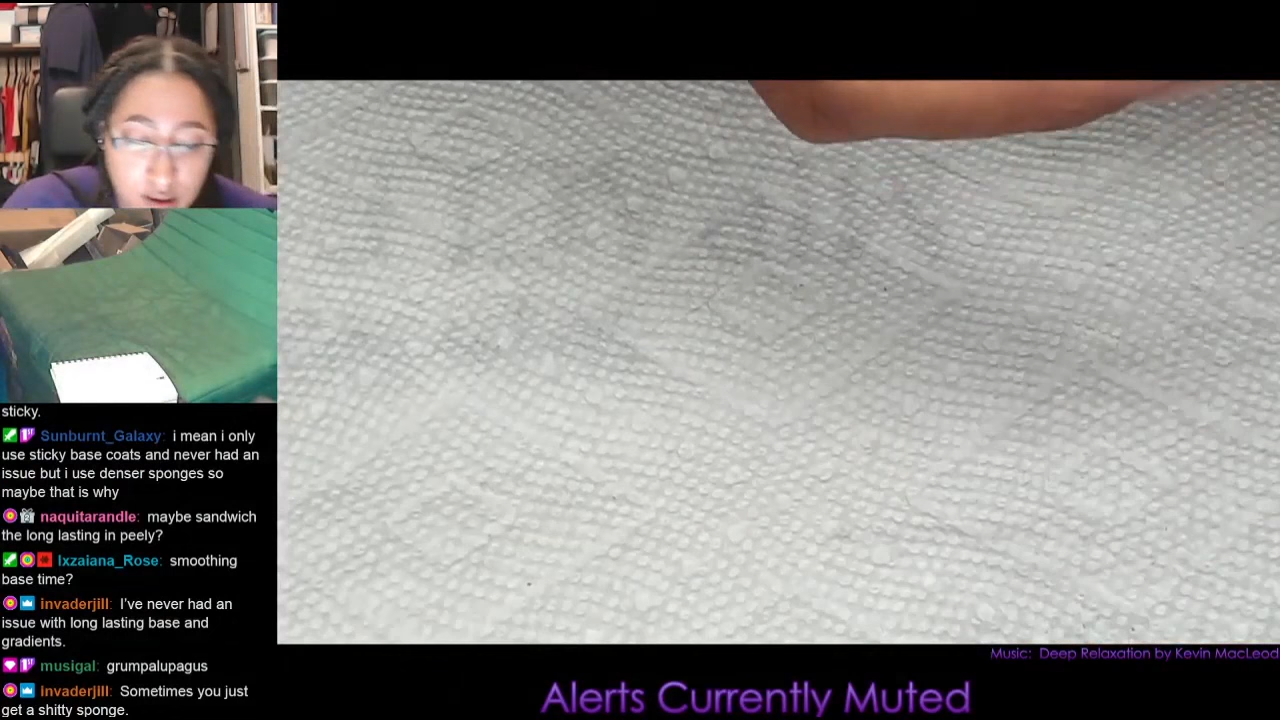 sticky.
Sunburnt_Galaxy: i mean i only
use sticky base coats and never had an
issue but i use denser sponges so
maybe that is why
naquitarandle: maybe sandwich
the long lasting in peely?
Ixzaiana_Rose: smoothing
base time?
invaderjill: I've never had an
issue with long lasting base and
gradients.
musigal: grumpalupagus
invaderjill: Sometimes you just
get a shitty sponge.
Music: Deep Relaxation by Kevin MacLeod
Alerts Currently Muted